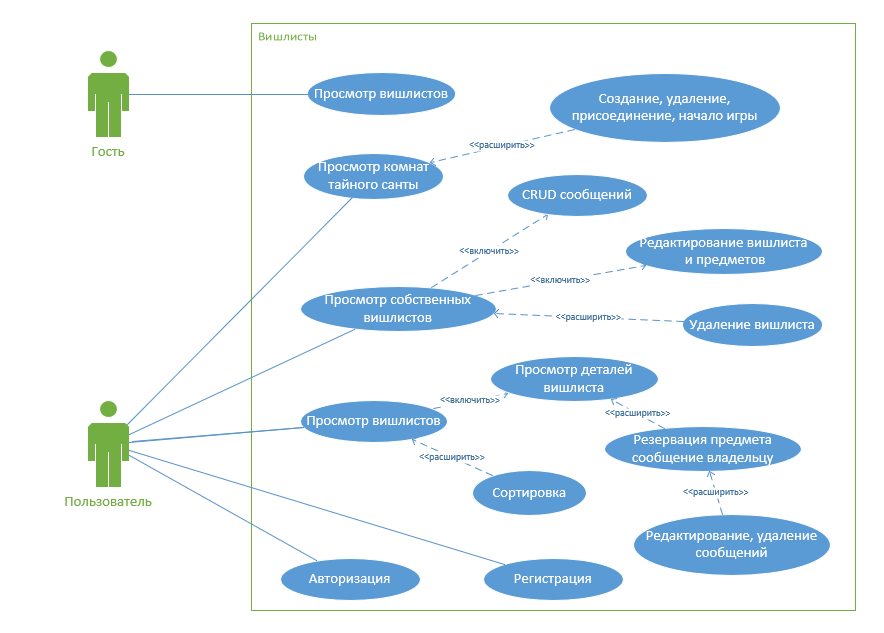 Вишлисты
Гость
Просмотр вишлистов
Создание, удаление,
присоединение, начало игры
<<расширить>>
Просмотр комнат
тайного санты
CRUD сообщений
<<включить>>
Редактирование вишлиста
и предметов
<<включить>>
Просмотр собственных
вишлистов
<<расширить>>
Удаление вишлиста
Просмотр деталей
вишлиста
<<включить>>
Просмотр вишлистов
<<расширить>>
Резервация предмета
сообщение владельцу
<<расширить>>
Сортировка
<<расширить>>
Пользователь
Редактирование, удаление
сообщений
Авторизация
Регистрация